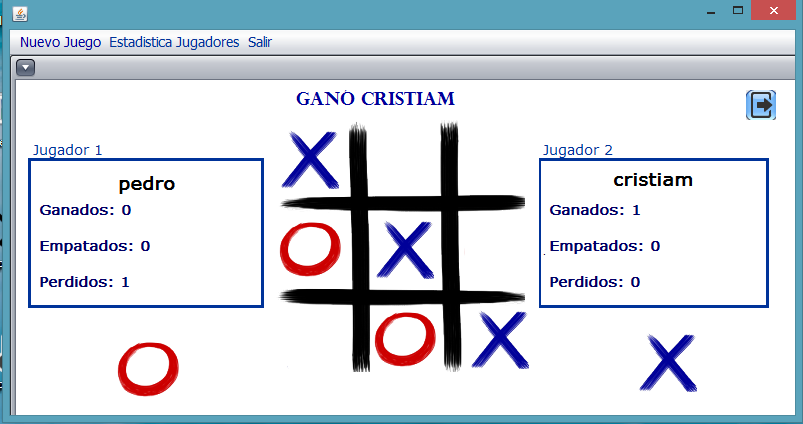 Nuevo Juego Estadistica Jugadores Salir
GANÓ CRISTIAM
Jugador 1
pedro
Ganados: 0
Empatados: 0
Perdidos: 1
Jugador 2
cristiam
Ganados: 1
Empatados: 0
Perdidos: 0
X
O X
O X
O
X